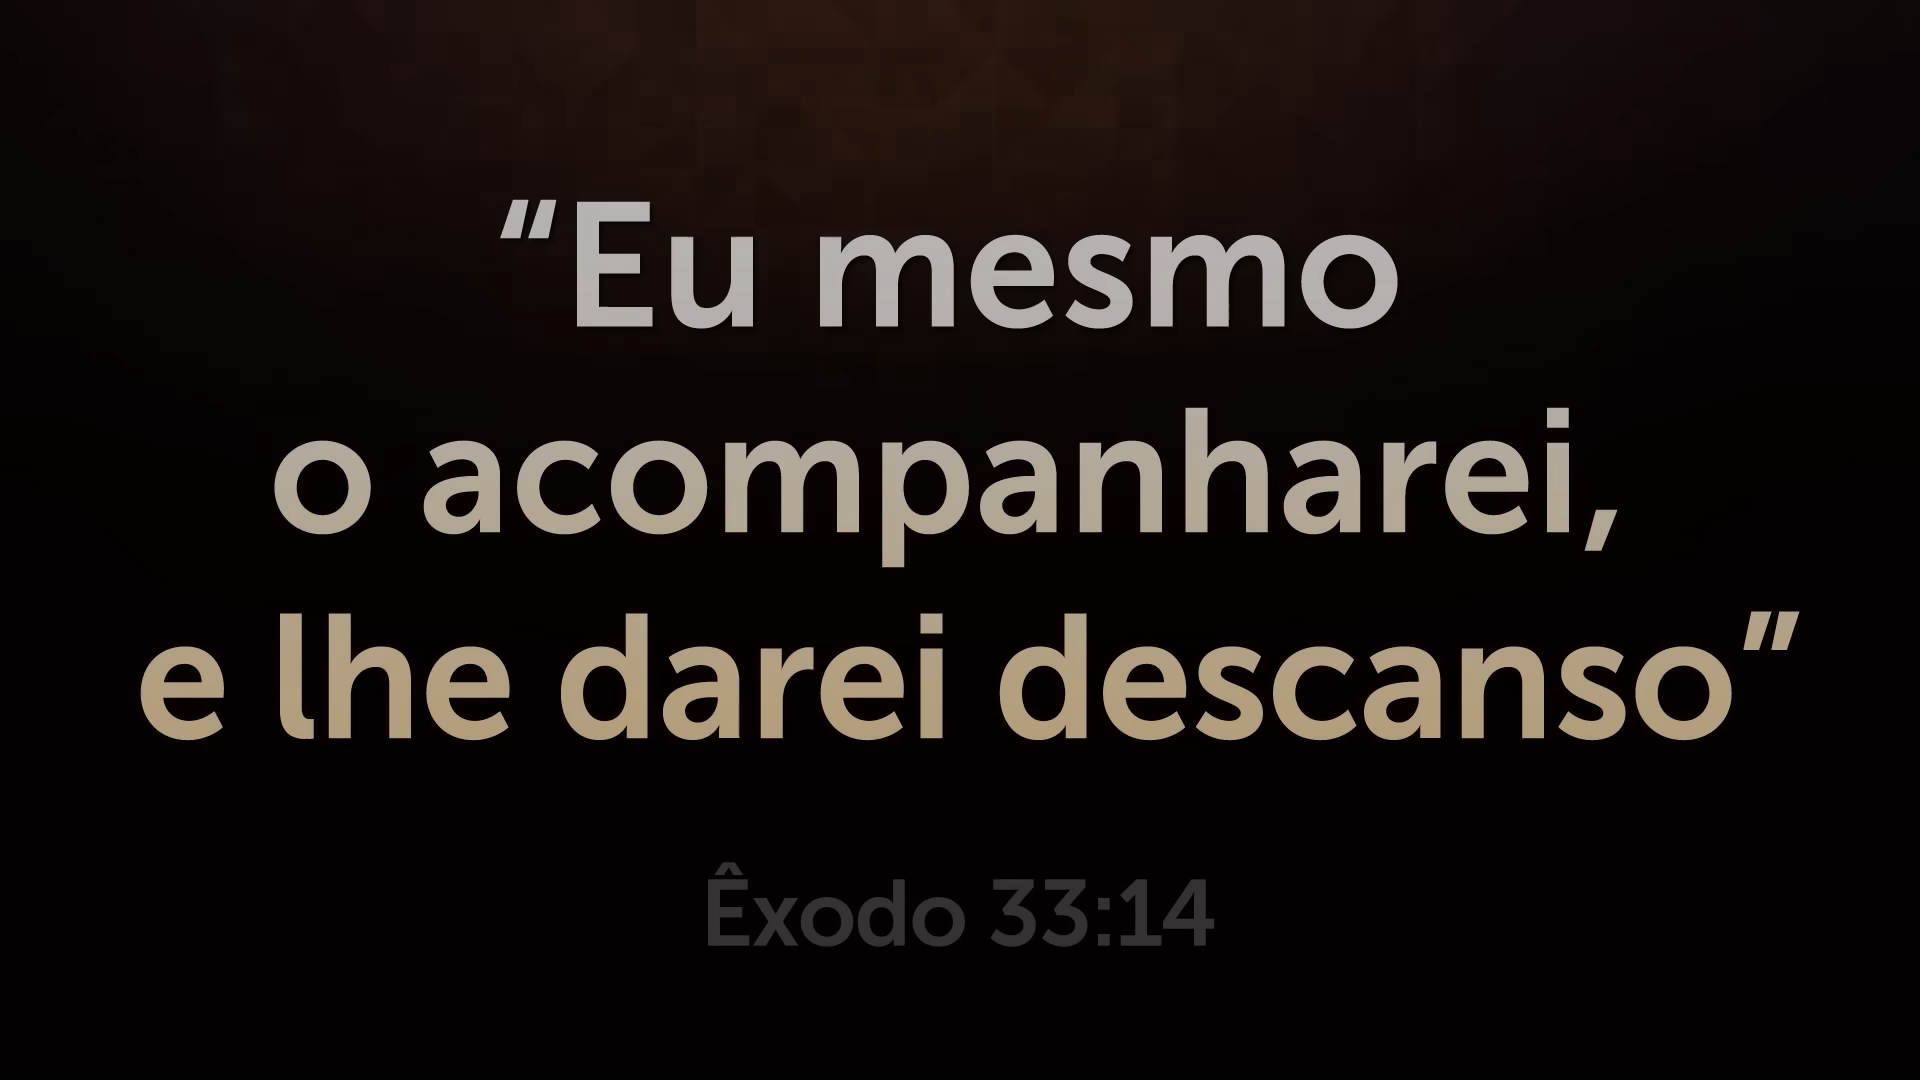 “Eu mesmo
o acompanharei,
e lhe darei descanso”
Êxodo 33:14